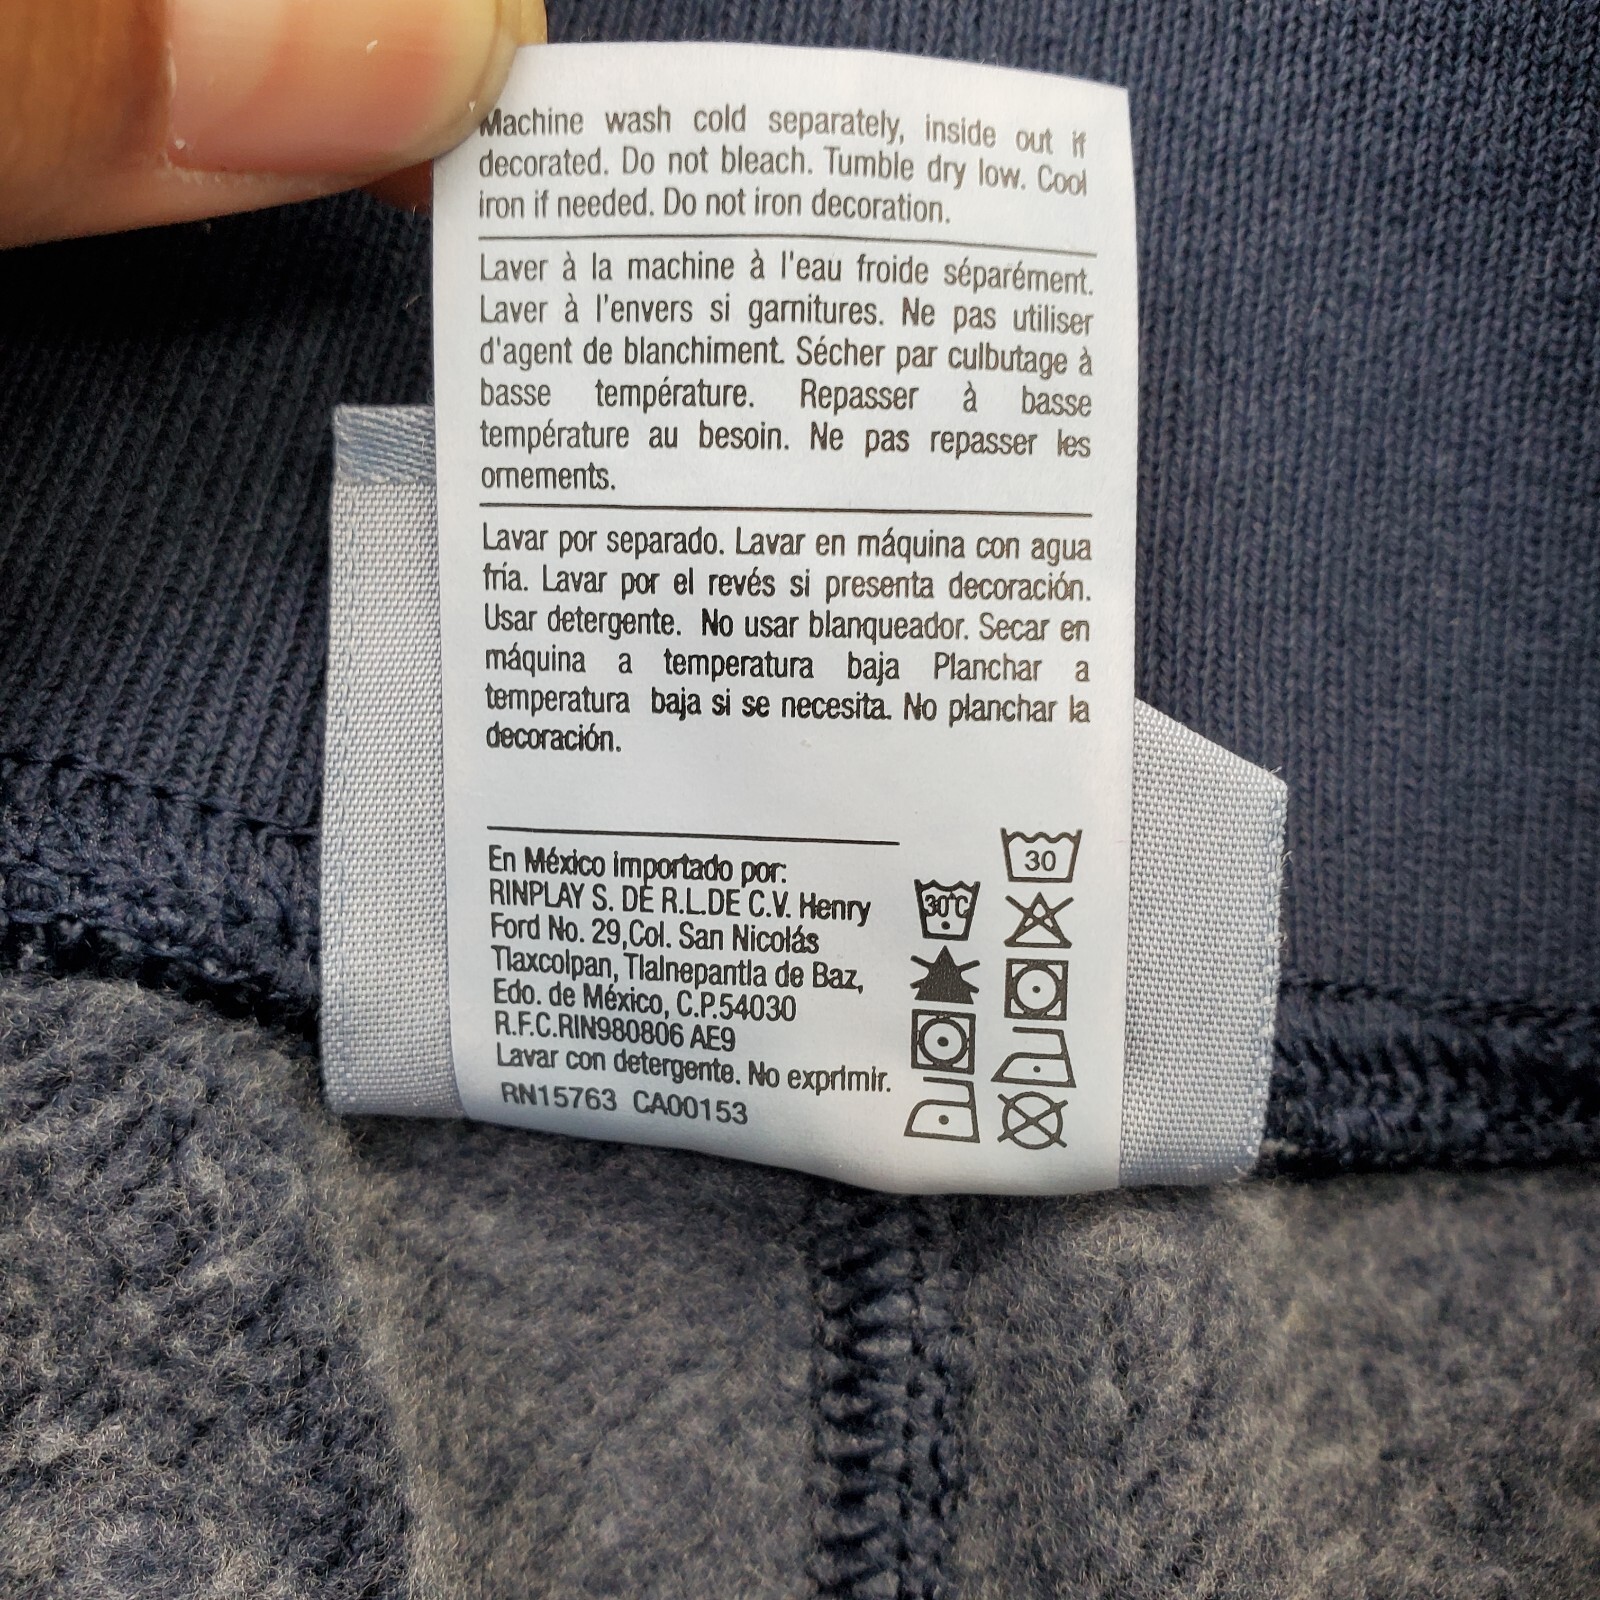 Machine wash cold separately, inside out if
decorated. Do not bleach. Tumble dry low. Cool
iron if needed. Do not iron decoration.
Laver à la machine à l'eau froide séparément.
Laver à l'envers si garnitures. Ne pas utiliser
d'agent de blanchiment. Sécher par culbutage à
basse température. Repasser à basse
température au besoin. Ne pas repasser les
ornements.
Lavar por separado. Lavar en máquina con agua
fría. Lavar por el revés si presenta decoración.
Usar detergente. No usar blanqueador. Secar en
máquina a temperatura baja Planchar a
temperatura baja si se necesita. No planchar la
decoración.
En México importado por:
RINPLAY S. DE R.L.DE C.V. Henry
Ford No. 29,Col. San Nicolás
Tlaxcolpan, Tlalnepantla de Baz,
Edo. de México, C.P.54030
R.F.C.RIN980806 AE9
Lavar con detergente. No exprimir.
RN15763 CA00153
30°C
30